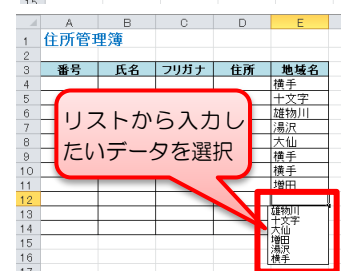 15
A B C D E
1 住所管理簿
2
3 番号 氏名 フリガナ 住所 地域名
4 横手
5 十文字
6 雄物川
7 湯沢
8 大仙
9 横手
10 横手
11 増田
12
13 雄物川
十文字
14 大仙
15 増田
湯沢
16 横手
17
リストから入力し
たいデータを選択